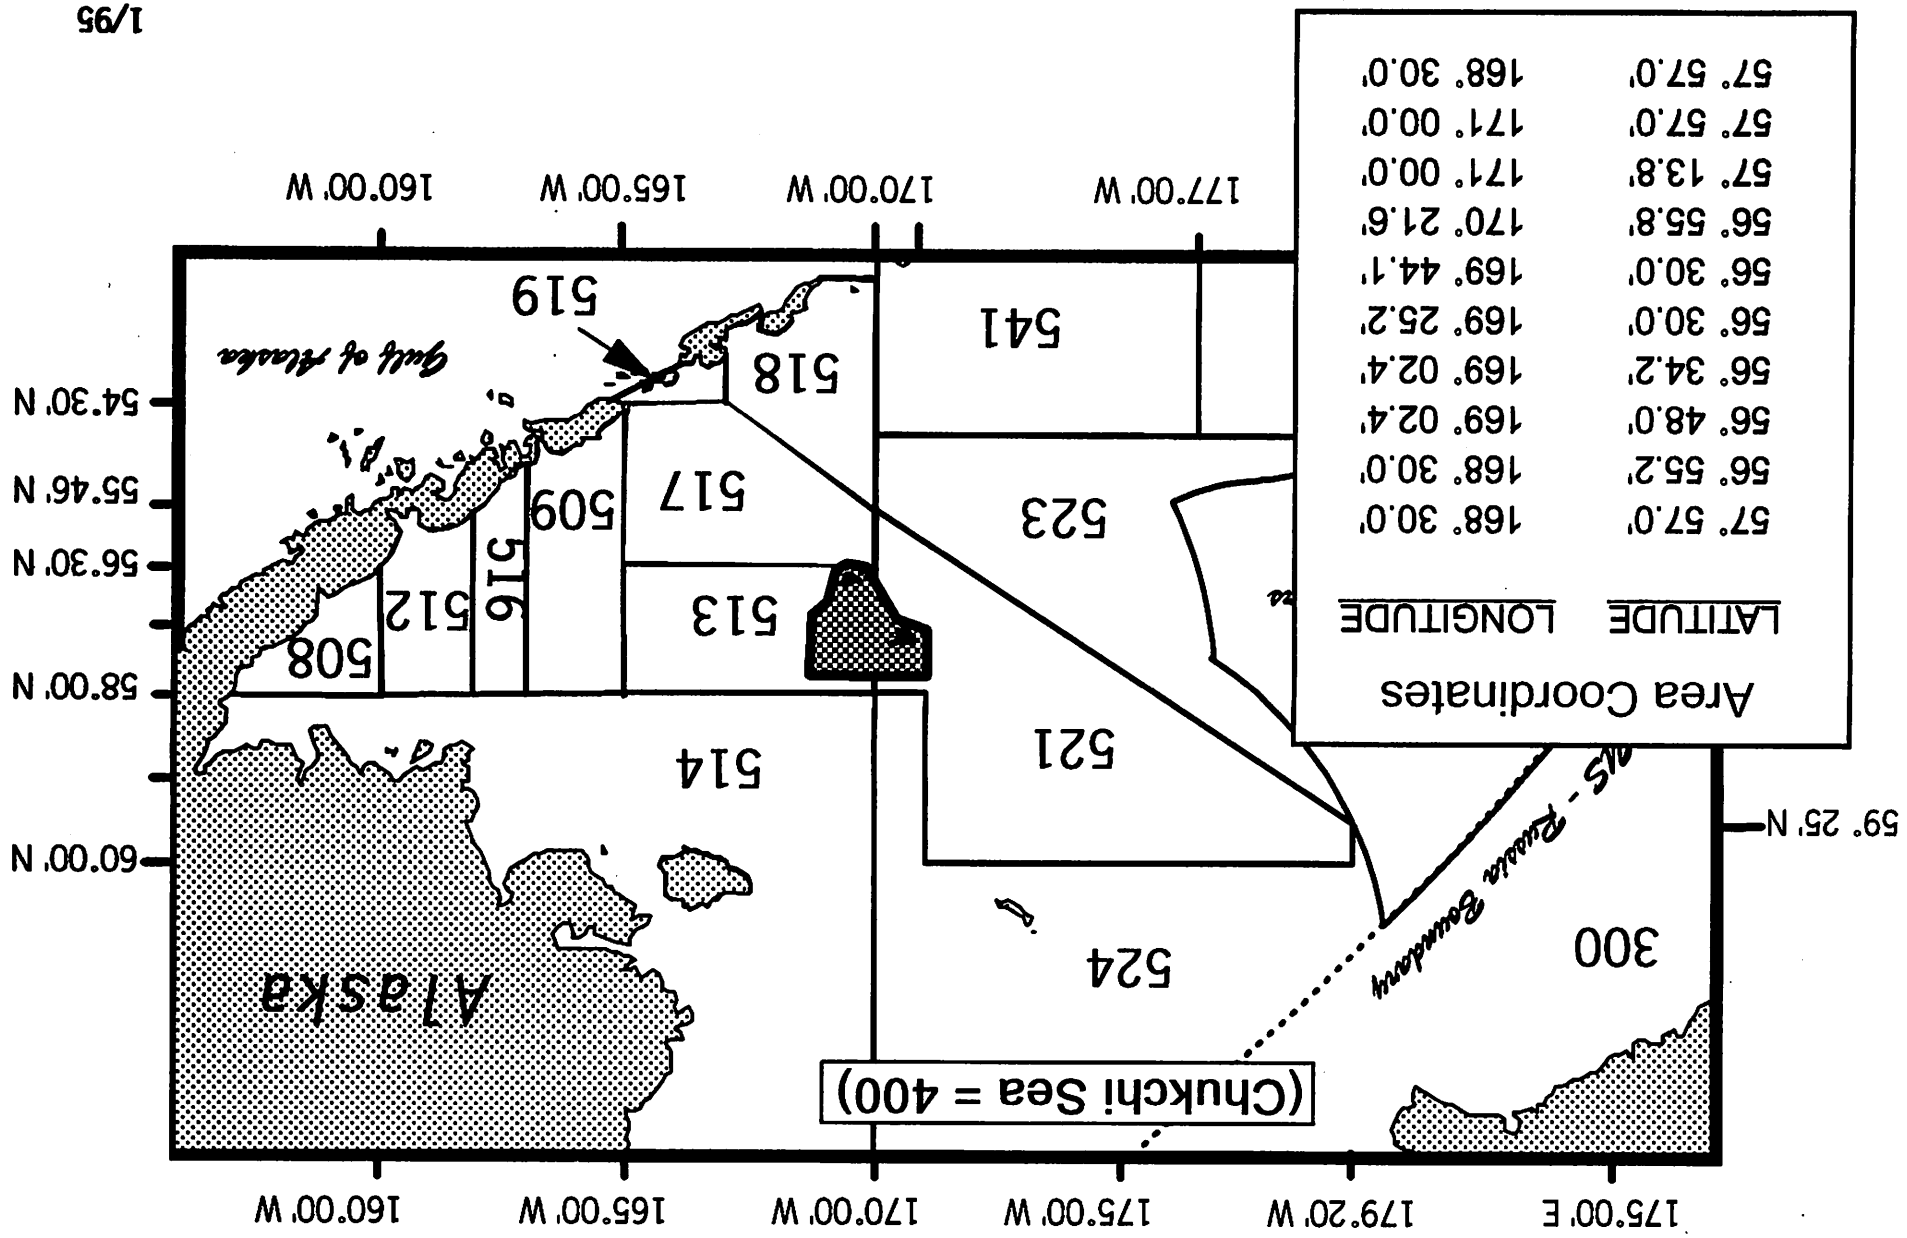 175°00' E 179°20' W 175°00' W 170°00' W 165°00' W 160°00' W
(Chukchi Sea = 400)
300
524
Alaska
US - Russia Boundary
60°00' N
59° 25' N
514
521
58°00' N
508
512
516
513
509
56°30' N
523
517
55°46' N
54°30' N
518
541
519
Gulf of Alaska
177°00' W 170°00' W 165°00' W 160°00' W
Area Coordinates
LATITUDE LONGITUDE
57° 57.0' 168° 30.0'
56° 55.2' 168° 30.0'
56° 48.0' 169° 02.4'
56° 34.2' 169° 02.4'
56° 30.0' 169° 25.2'
56° 30.0' 169° 44.1'
56° 55.8' 170° 21.6'
57° 13.8' 171° 00.0'
57° 57.0' 171° 00.0'
57° 57.0' 168° 30.0'
1/95